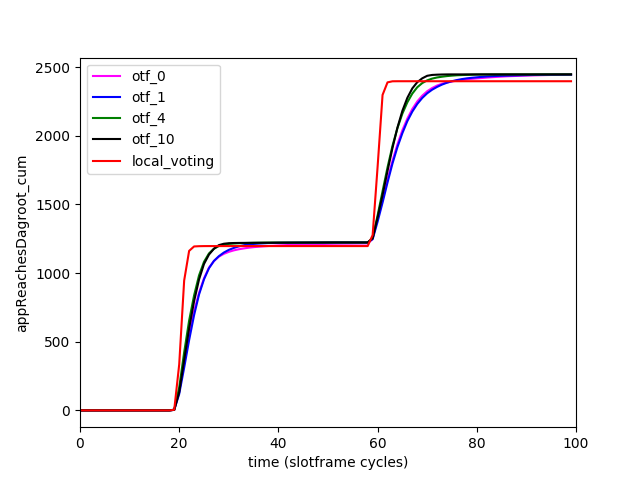 2500
2000
1500
1000
500
0
appReachesDagroot_cum
otf_0
otf_1
otf_4
otf_10
local_voting
0 20 40 60 80 100
time (slotframe cycles)